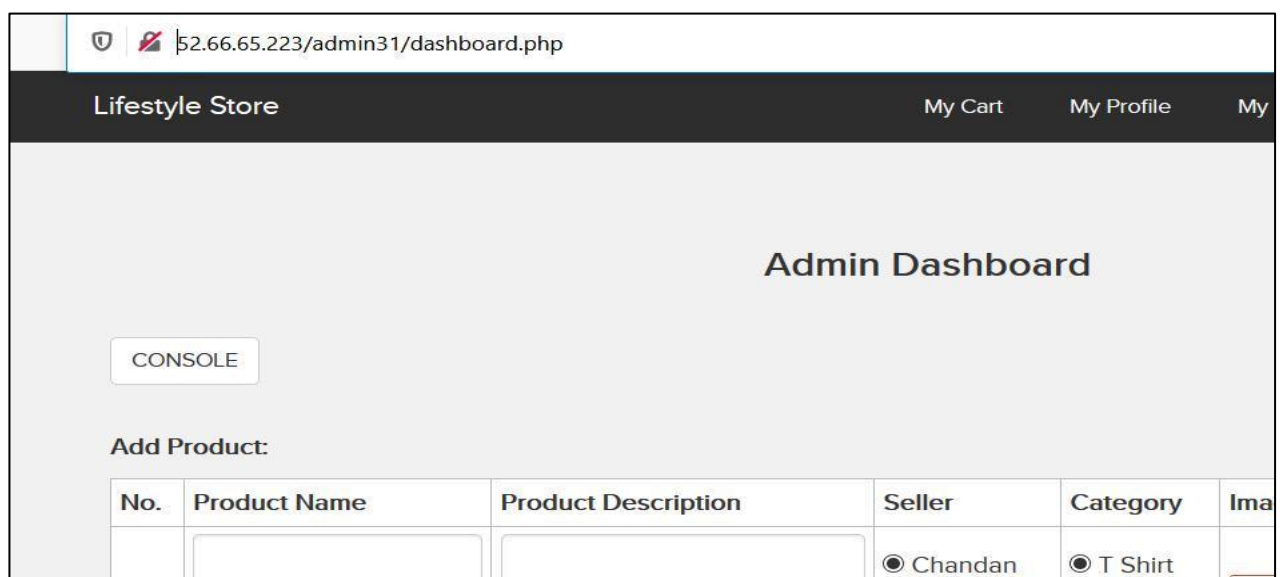 52.66.65.223/admin31/dashboard.php
Lifestyle Store My Cart My Profile My
Admin Dashboard
CONSOLE
Add Product:
No. Product Name Product Description Seller Category Ima
Chandan T Shirt